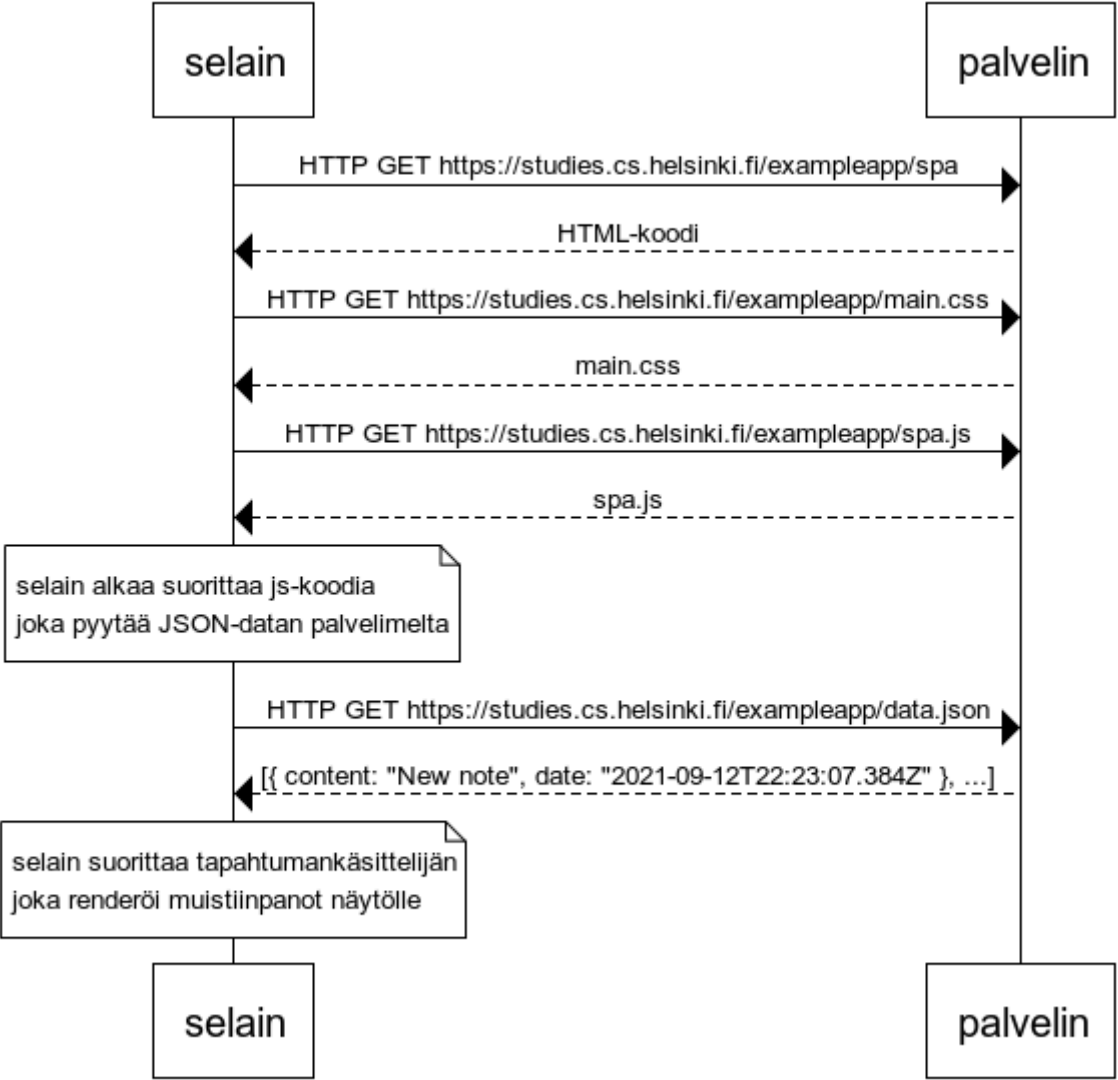 selain
palvelin
HTTP GET https://studies.cs.helsinki.fi/exampleapp/spa
HTML-koodi
HTTP GET https://studies.cs.helsinki.fi/exampleapp/main.css
main.css
HTTP GET https://studies.cs.helsinki.fi/exampleapp/spa.js
spa.js
selain alkaa suorittaa js-koodia
joka pyytää JSON-datan palvelimelta
HTTP GET https://studies.cs.helsinki.fi/exampleapp/data.json
[{ content: "New note", date: "2021-09-12T22:23:07.384Z" }, ...]
selain suorittaa tapahtumankäsittelijän
joka renderöi muistiinpanot näytölle
selain
palvelin